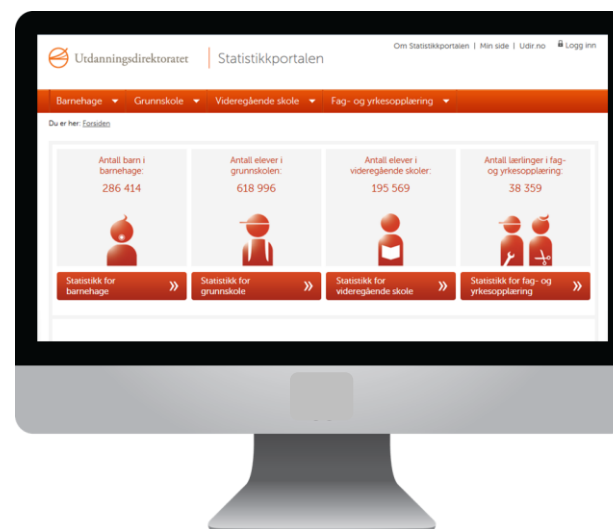 Om Statistikkportalen | Min side | Udir.no Logg inn
Utdanningsdirektoratet Statistikkportalen
Barnehage Grunnskole Videregående skole Fag- og yrkesopplæring
Du er her: Forsiden
Antall barn i
barnehage:
286 414
Antall elever i
grunnskolen:
618 996
Antall elever i
videregående skoler:
195 569
Antall lærlinger i fag-
og yrkesopplæring:
38 359
Statistikk for
barnehage
Statistikk for
grunnskole
Statistikk for
videregående skole
Statistikk for fag- og
yrkesopplæring